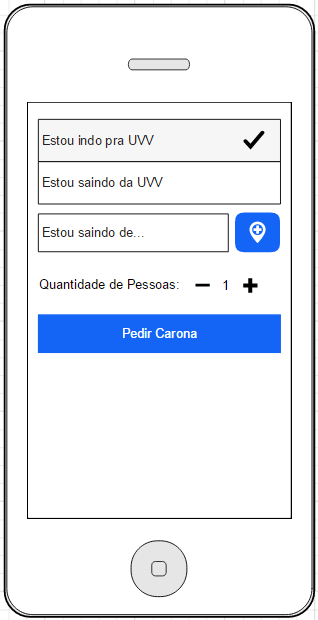 Estou indo pra UVV
Estou saindo da UVV
Estou saindo de...
Quantidade de Pessoas: 1
Pedir Carona